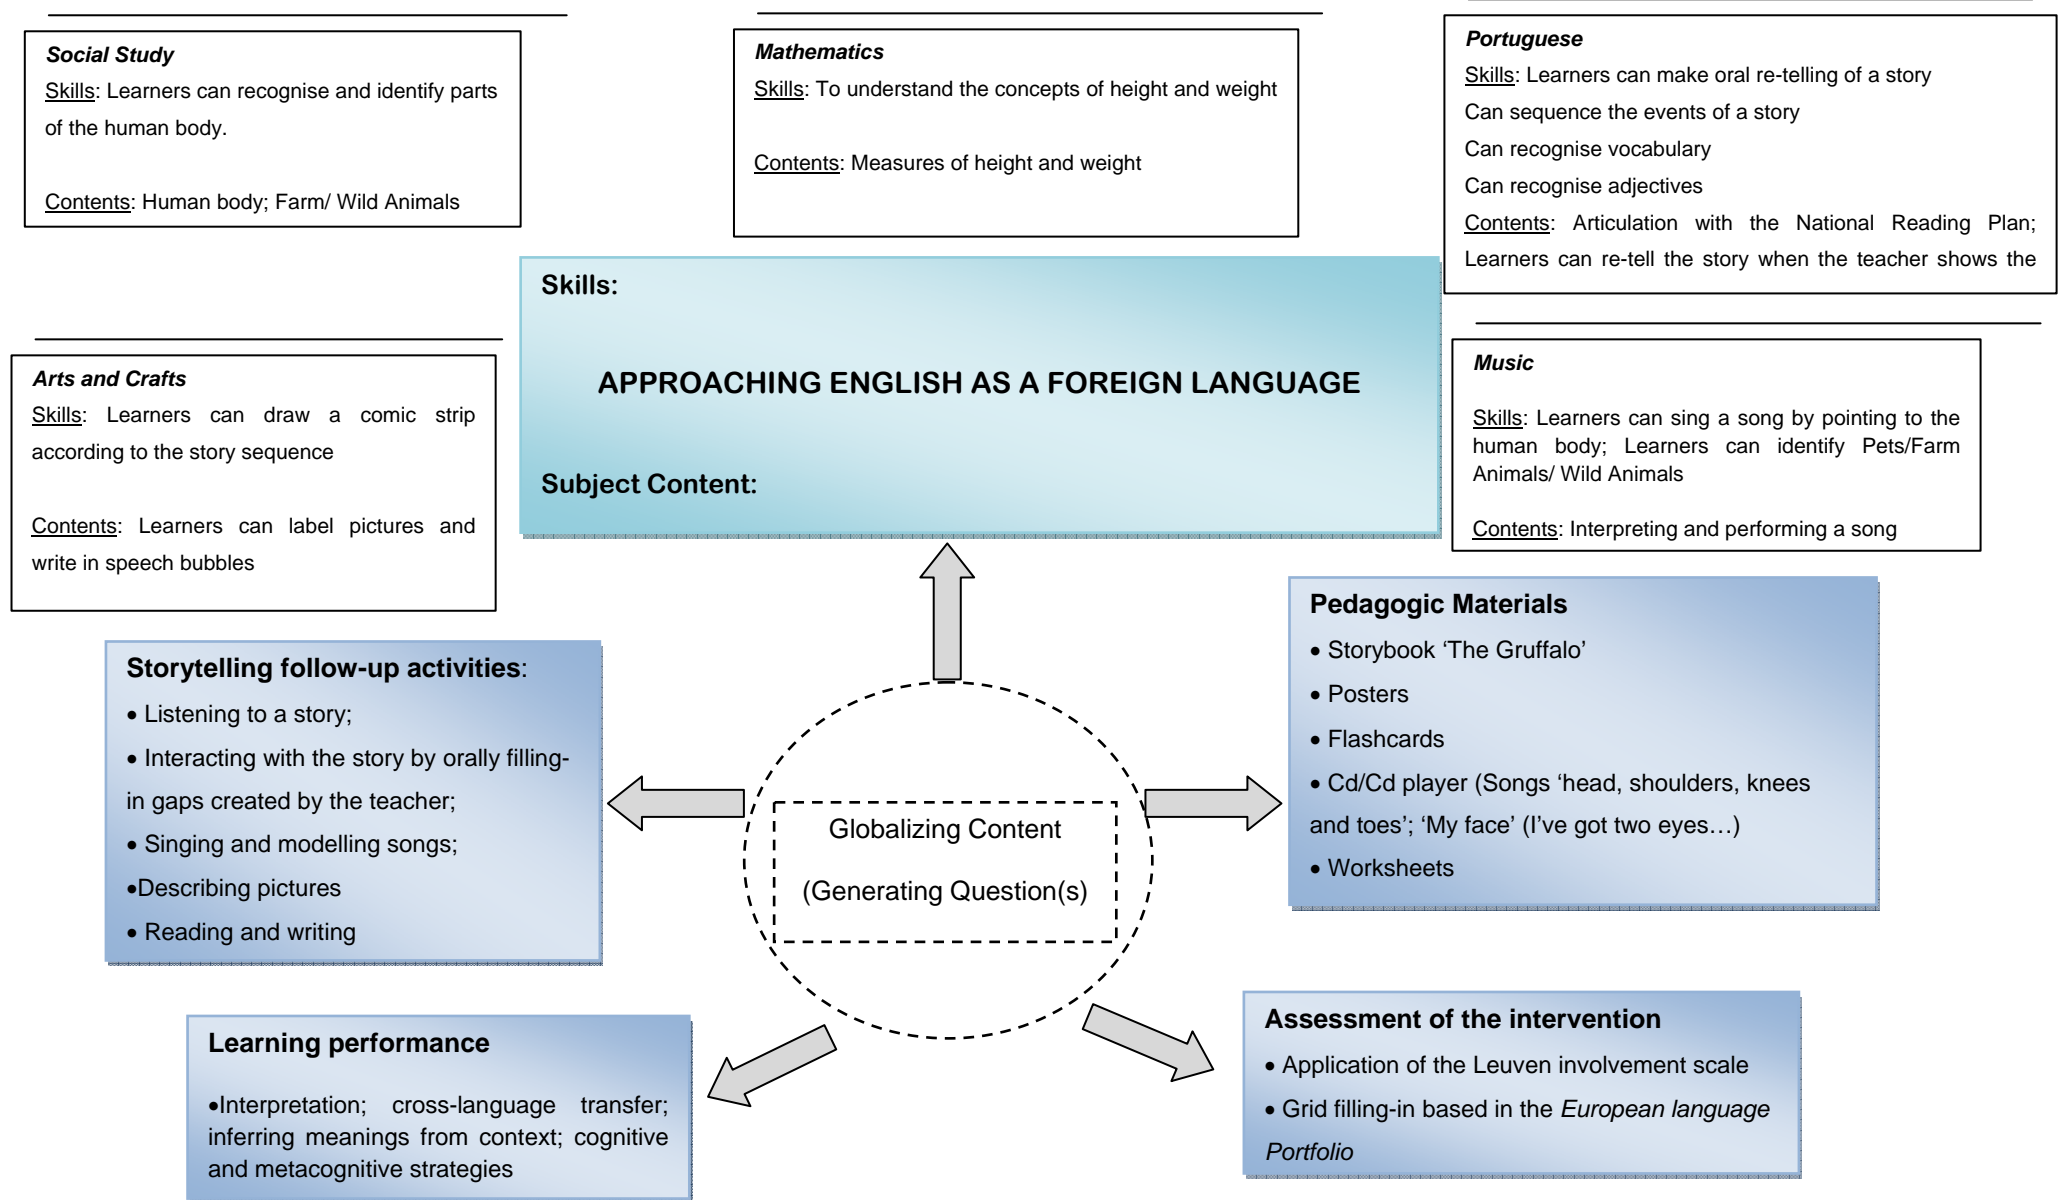 Social Study
Skills: Learners can recognise and identify parts
of the human body.
Contents: Human body; Farm/ Wild Animals
Mathematics
Skills: To understand the concepts of height and weight
Contents: Measures of height and weight
Portuguese
Skills: Learners can make oral re-telling of a story
Can sequence the events of a story
Can recognise vocabulary
Can recognise adjectives
Contents: Articulation with the National Reading Plan;
Learners can re-tell the story when the teacher shows the
Skills:
APPROACHING ENGLISH AS A FOREIGN LANGUAGE
Subject Content:
Arts and Crafts
Skills: Learners can draw a comic strip
according to the story sequence
Contents: Learners can label pictures and
write in speech bubbles
Music
Skills: Learners can sing a song by pointing to the
human body; Learners can identify Pets/Farm
Animals/ Wild Animals
Contents: Interpreting and performing a song
Storytelling follow-up activities:
• Listening to a story;
• Interacting with the story by orally filling-
in gaps created by the teacher;
• Singing and modelling songs;
•Describing pictures
• Reading and writing
Globalizing Content
(Generating Question(s)
Pedagogic Materials
• Storybook ‘The Gruffalo’
• Posters
• Flashcards
• Cd/Cd player (Songs ‘head, shoulders, knees
and toes’; ‘My face’ (I’ve got two eyes…)
• Worksheets
Learning performance
•Interpretation; cross-language transfer;
inferring meanings from context; cognitive
and metacognitive strategies
Assessment of the intervention
• Application of the Leuven involvement scale
• Grid filling-in based in the European language
Portfolio